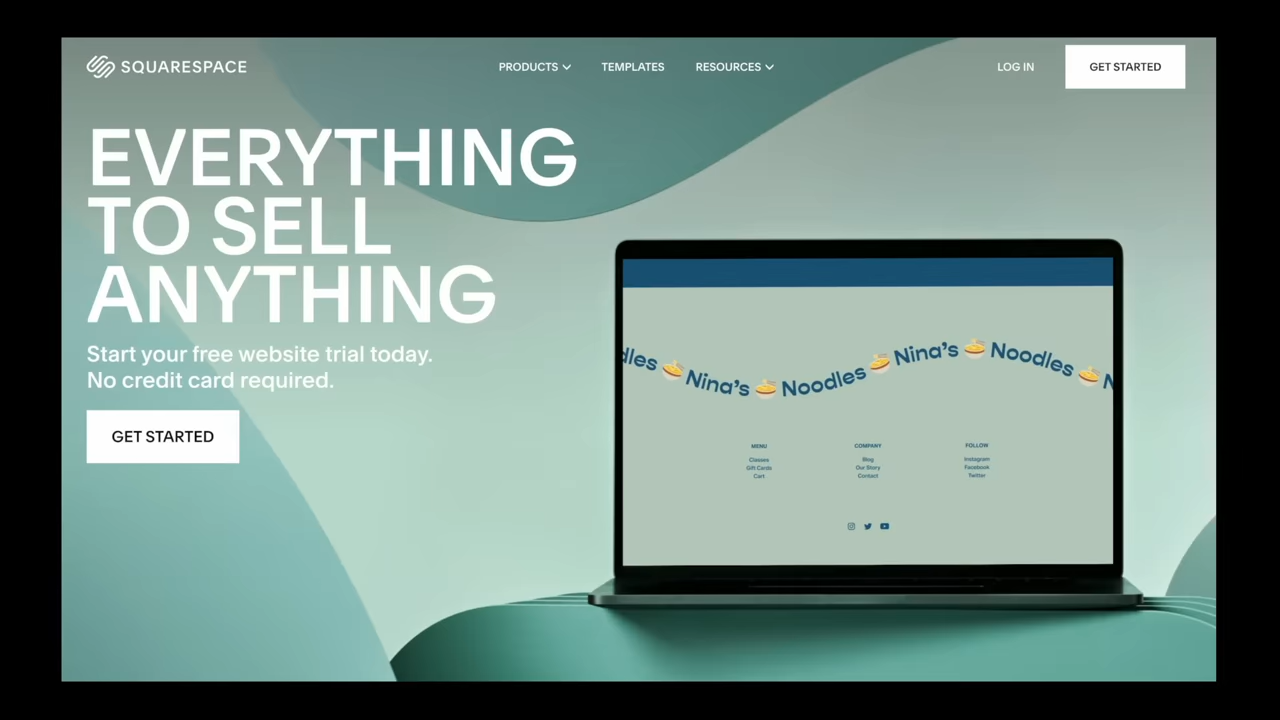 SQUARESPACE
PRODUCTS
TEMPLATES
RESOURCES
LOG IN
GET STARTED
EVERYTHING
TO SELL
ANYTHING
Start your free website trial today.
No credit card required.
GET STARTED
dles Nina's Noodles Nina's Noodles N
MENU
Classes
Gift Cards
Cart
COMPANY
Blog
Our Story
Contact
FOLLOW
Instagram
Facebook
Twitter